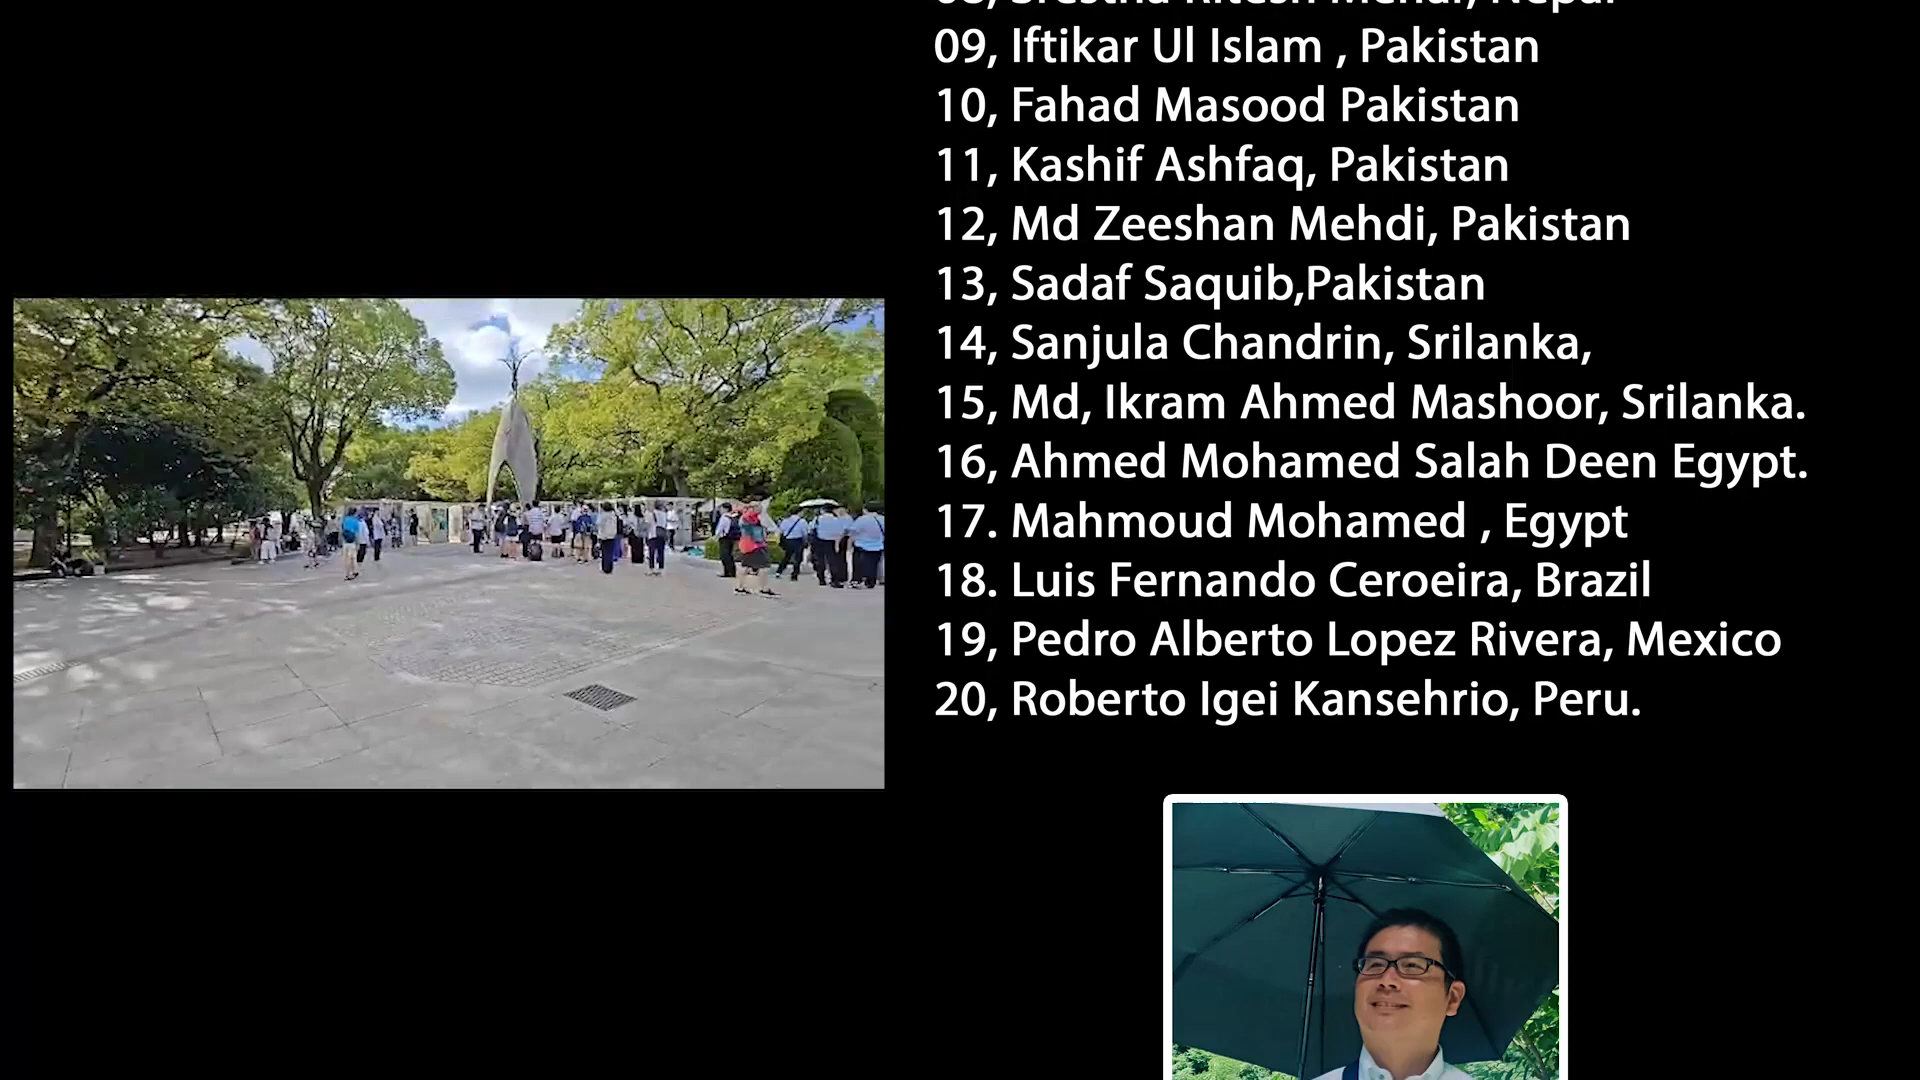 09, Iftikar Ul Islam , Pakistan
10, Fahad Masood Pakistan
11, Kashif Ashfaq, Pakistan
12, Md Zeeshan Mehdi, Pakistan
13, Sadaf Saquib,Pakistan
14, Sanjula Chandrin, Srilanka,
15, Md, Ikram Ahmed Mashoor, Srilanka.
16, Ahmed Mohamed Salah Deen Egypt.
17. Mahmoud Mohamed , Egypt
18. Luis Fernando Ceroeira, Brazil
19, Pedro Alberto Lopez Rivera, Mexico
20, Roberto Igei Kansehrio, Peru.